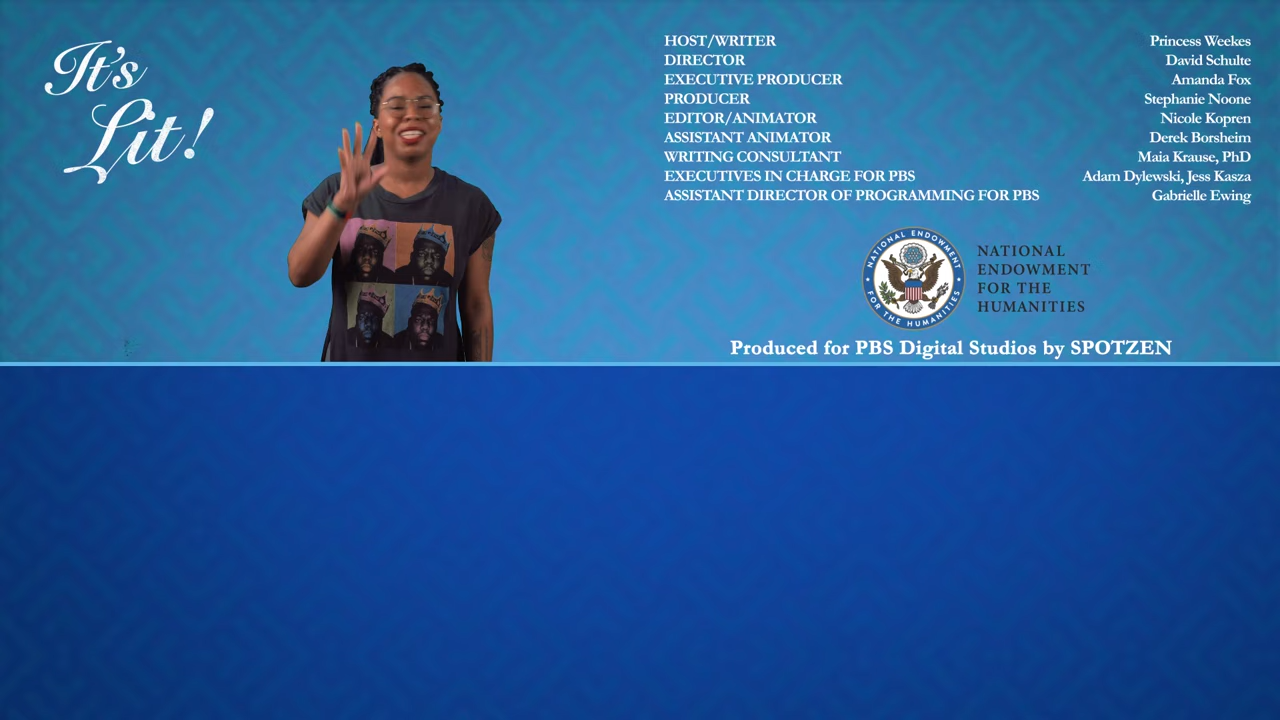 It's
Lit!
HOST/WRITER Princess Weekes
DIRECTOR David Schulte
EXECUTIVE PRODUCER Amanda Fox
PRODUCER Stephanie Noone
EDITOR/ANIMATOR Nicole Kopren
ASSISTANT ANIMATOR Derek Borsheim
WRITING CONSULTANT Maia Krause, PhD
EXECUTIVES IN CHARGE FOR PBS Adam Dylewski, Jess Kasza
ASSISTANT DIRECTOR OF PROGRAMMING FOR PBS Gabrielle Ewing
NATIONAL ENDOWMENT
FOR THE HUMANITIES
NATIONAL
ENDOWMENT
FOR THE
HUMANITIES
Produced for PBS Digital Studios by SPOTZEN